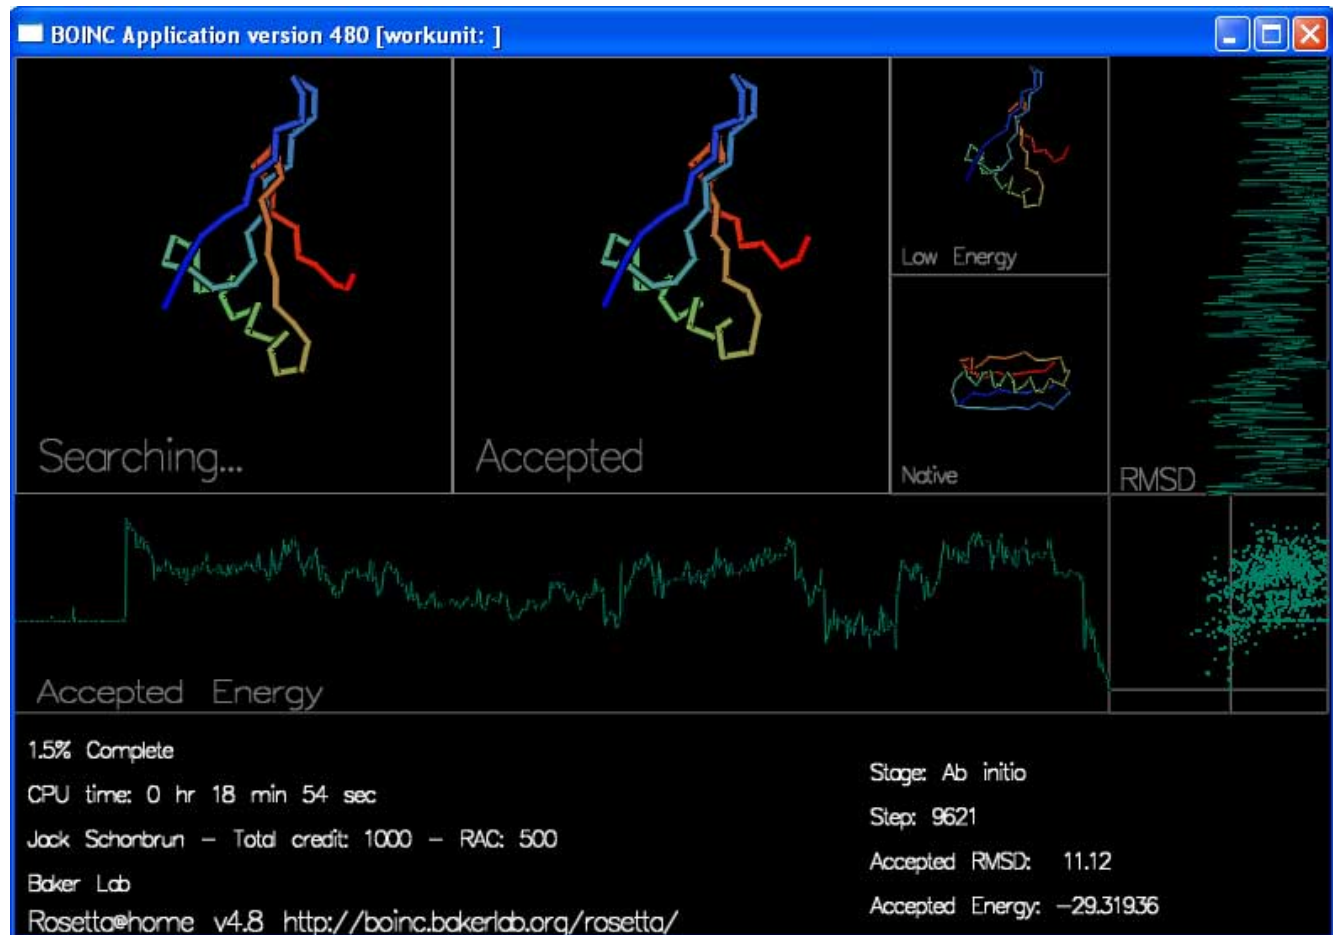 BOINC Application version 480 [workunit: ]
Searching...
Accepted
Low Energy
Native
RMSD
Accepted Energy
1.5% Complete
CPU time: 0 hr 18 min 54 sec
Jack Schonbrun – Total credit: 1000 – RAC: 500
Baker Lab
Rosetta@home v4.8 http://boinc.bakerlab.org/rosetta/
Stage: Ab initio
Step: 9621
Accepted RMSD: 11.12
Accepted Energy: -29.31936